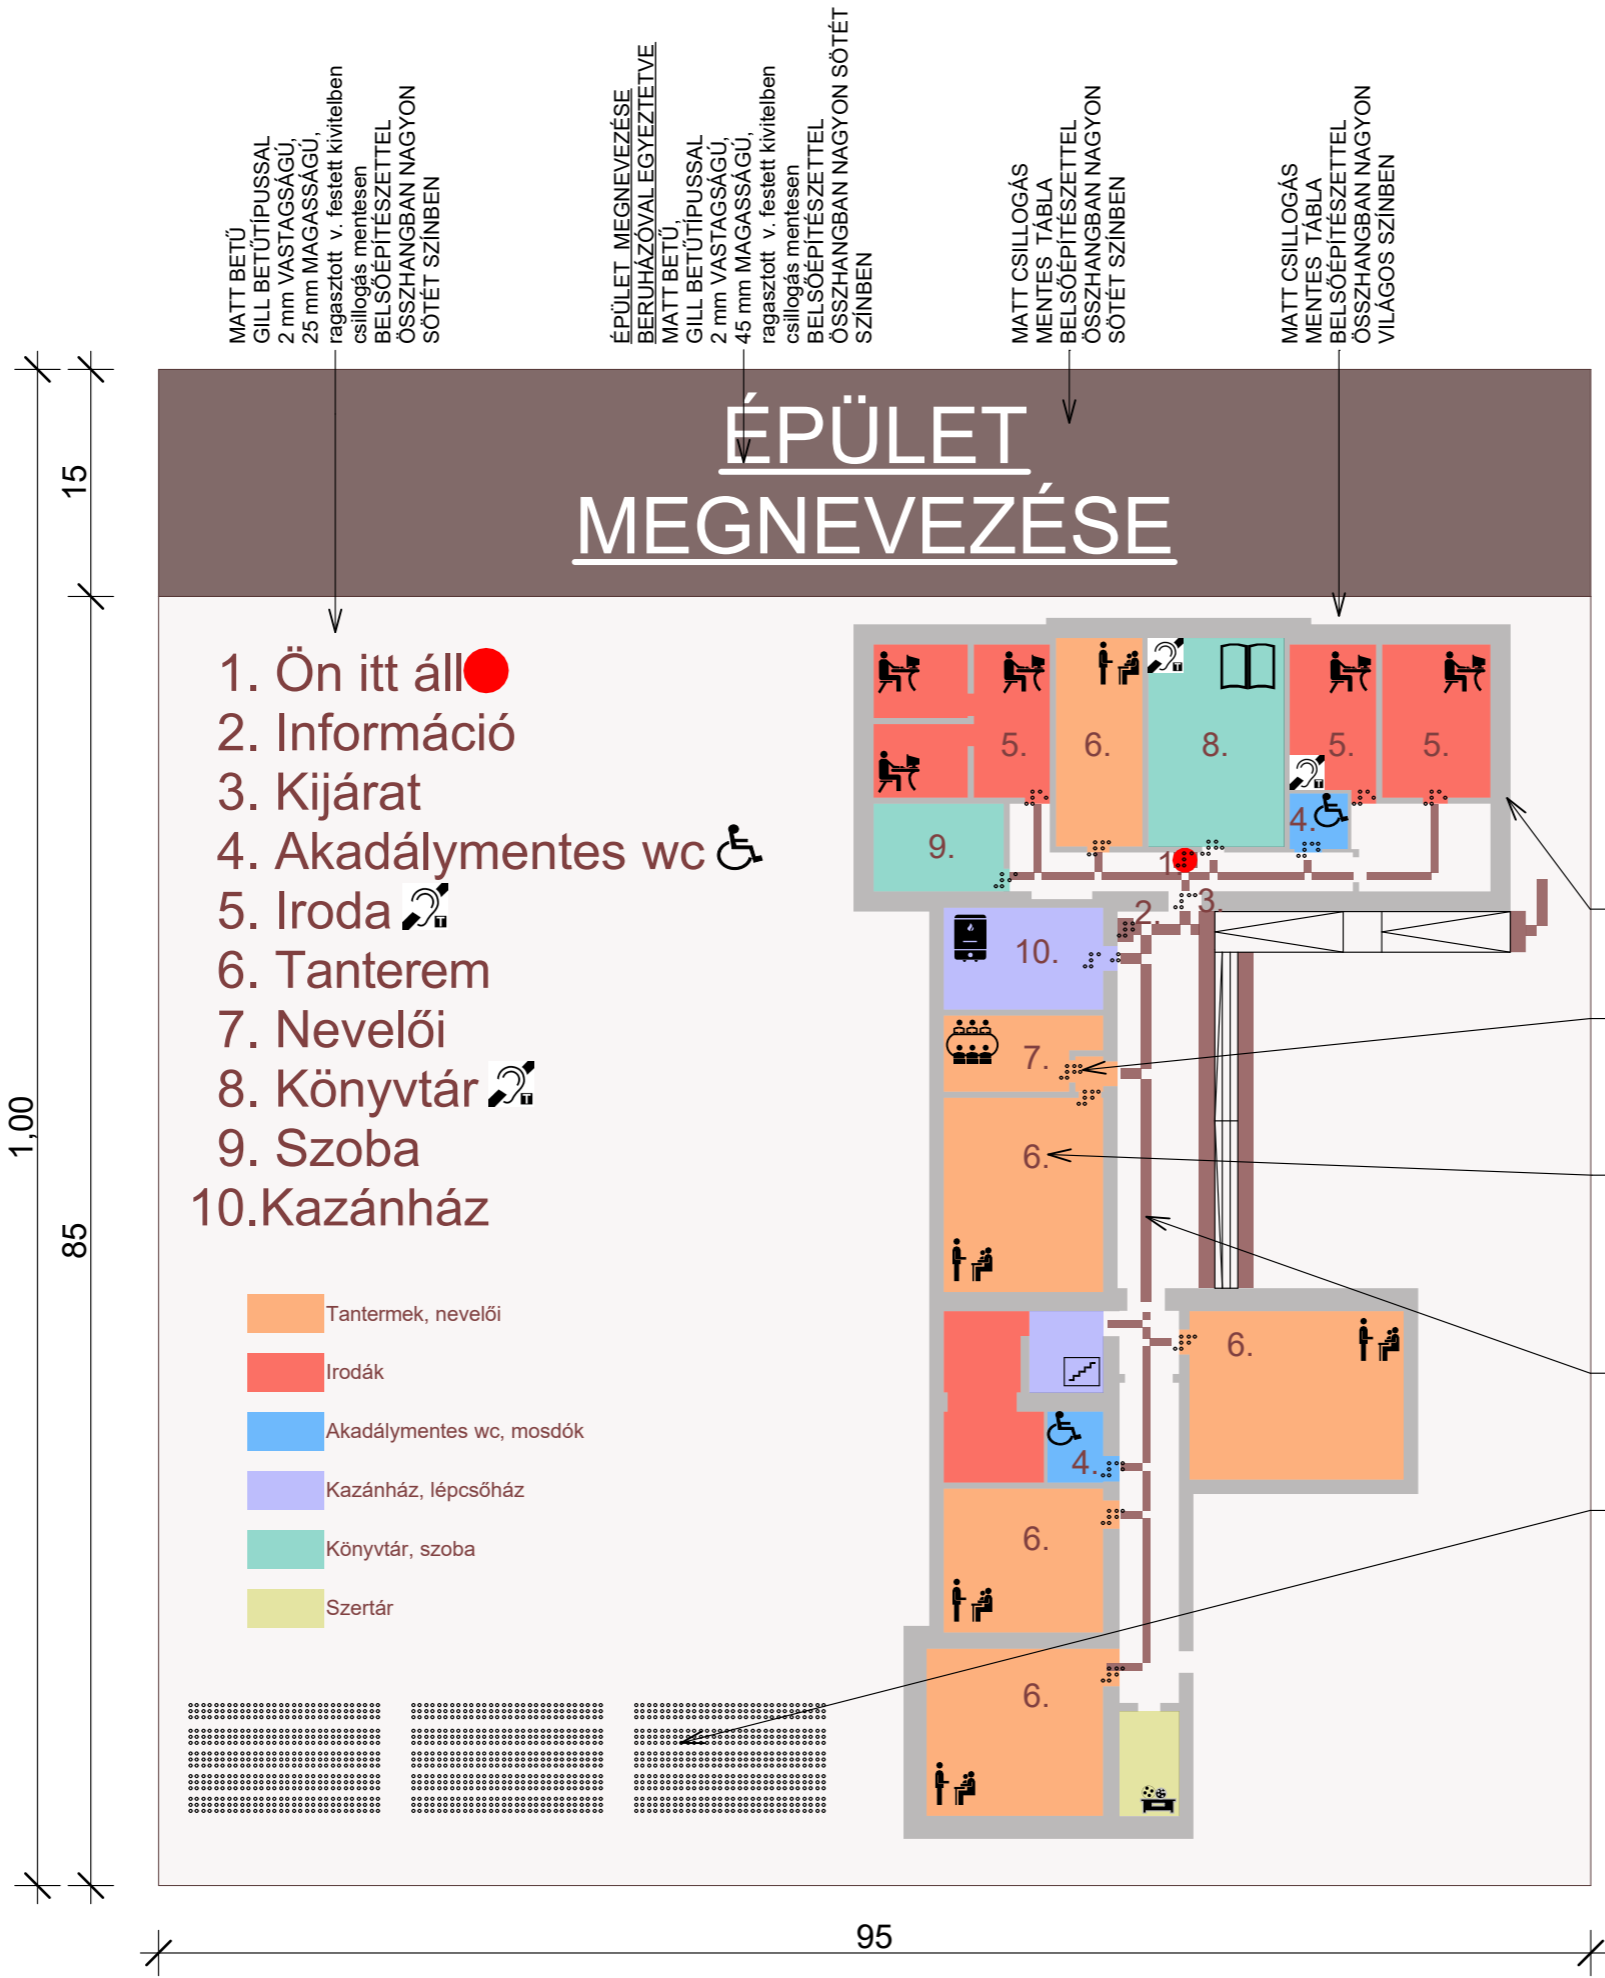 MATT BETŰ
GILL BETŰTÍPUSSAL
2 mm VASTAGSÁGÚ,
25 mm MAGASSÁGÚ,
ragasztott v. festett kivitelben
csillogás mentesen
BELSŐÉPÍTÉSZETTEL
ÖSSZHANGBAN NAGYON
SÖTÉT SZÍNBEN
ÉPÜLET MEGNEVEZÉSE
BERUHÁZÓVAL EGYEZTETVE
MATT BETŰ,
GILL BETŰTÍPUSSAL
2 mm VASTAGSÁGÚ,
45 mm MAGASSÁGÚ,
ragasztott v. festett kivitelben
csillogás mentesen
BELSŐÉPÍTÉSZETTEL
ÖSSZHANGBAN NAGYON SÖTÉT
SZÍNBEN
MATT CSILLOGÁS
MENTES TÁBLA
BELSŐÉPÍTÉSZETTEL
ÖSSZHANGBAN NAGYON
SÖTÉT SZÍNBEN
MATT CSILLOGÁS
MENTES TÁBLA
BELSŐÉPÍTÉSZETTEL
ÖSSZHANGBAN NAGYON
VILÁGOS SZÍNBEN
ÉPÜLET
MEGNEVEZÉSE
15
85
1,00
95
1. Ön itt áll
2. Információ
3. Kijárat
4. Akadálymentes wc
5. Iroda T
6. Tanterem
7. Nevelői
8. Könyvtár T
9. Szoba
10.Kazánház
Tantermek, nevelői
Irodák
Akadálymentes wc, mosdók
Kazánház, lépcsőház
Könyvtár, szoba
Szertár
T
5.
6.
8.
5.
5.
T
4.
9.
1.
3.
2.
10.
7.
6.
6.
4.
6.
6.